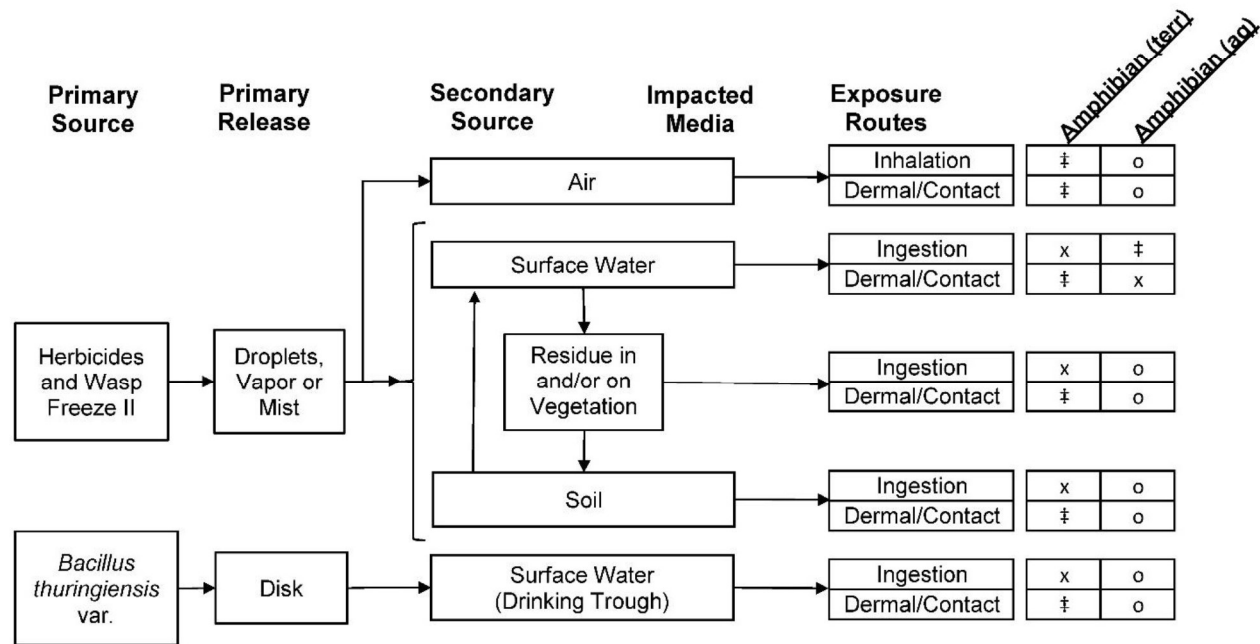 Amphibian (terr)
Amphibian (aq)
Primary
Source
Primary
Release
Secondary
Source
Impacted
Media
Exposure
Routes
Air
Inhalation ‡ o
Dermal/Contact ‡ o
Surface Water
Ingestion x ‡
Dermal/Contact ‡ x
Herbicides
and Wasp
Freeze II
Droplets,
Vapor or
Mist
Residue in
and/or on
Vegetation
Ingestion x o
Dermal/Contact ‡ o
Soil
Ingestion x o
Dermal/Contact ‡ o
Bacillus
thuringiensis
var.
Disk
Surface Water
(Drinking Trough)
Ingestion x o
Dermal/Contact ‡ o